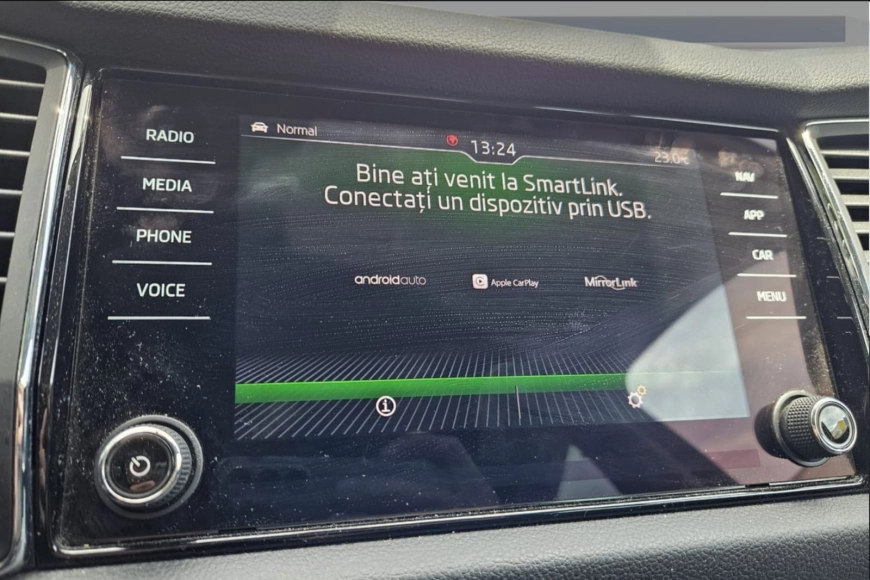 Normal
13:24
23.0°C
Bine ați venit la SmartLink.
Conectați un dispozitiv prin USB.
androidauto
Apple CarPlay
MirrorLink
RADIO
MEDIA
PHONE
VOICE
NAV
APP
CAR
MENU